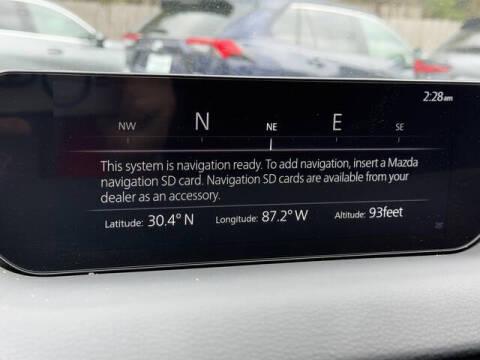 2:28am
NW N NE E SE
This system is navigation ready. To add navigation, insert a Mazda
navigation SD card. Navigation SD cards are available from your
dealer as an accessory.
Latitude: 30.4° N Longitude: 87.2° W Altitude: 93feet